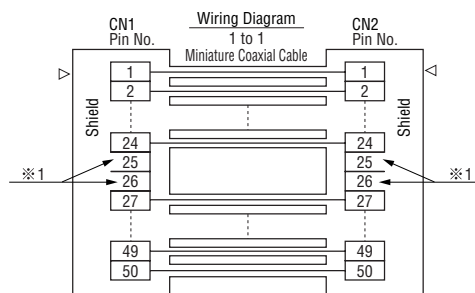 CN1
Pin No.
Wiring Diagram
1 to 1
Miniature Coaxial Cable
CN2
Pin No.
Shield
1
2
24
25
26
27
49
50
※1
Shield
1
2
24
25
26
27
49
50
※1